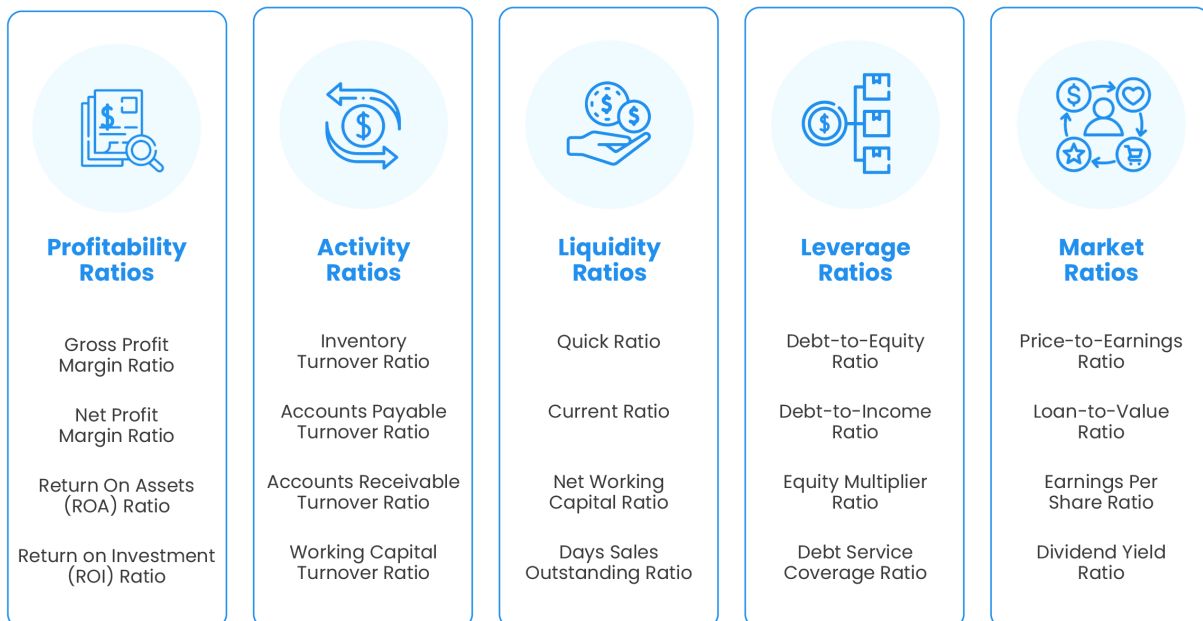 Profitability
Ratios
Gross Profit
Margin Ratio
Net Profit
Margin Ratio
Return On Assets
(ROA) Ratio
Return on Investment
(ROI) Ratio
Activity
Ratios
Inventory
Turnover Ratio
Accounts Payable
Turnover Ratio
Accounts Receivable
Turnover Ratio
Working Capital
Turnover Ratio
Liquidity
Ratios
Quick Ratio
Current Ratio
Net Working
Capital Ratio
Days Sales
Outstanding Ratio
Leverage
Ratios
Debt-to-Equity
Ratio
Debt-to-Income
Ratio
Equity Multiplier
Ratio
Debt Service
Coverage Ratio
Market
Ratios
Price-to-Earnings
Ratio
Loan-to-Value
Ratio
Earnings Per
Share Ratio
Dividend Yield
Ratio